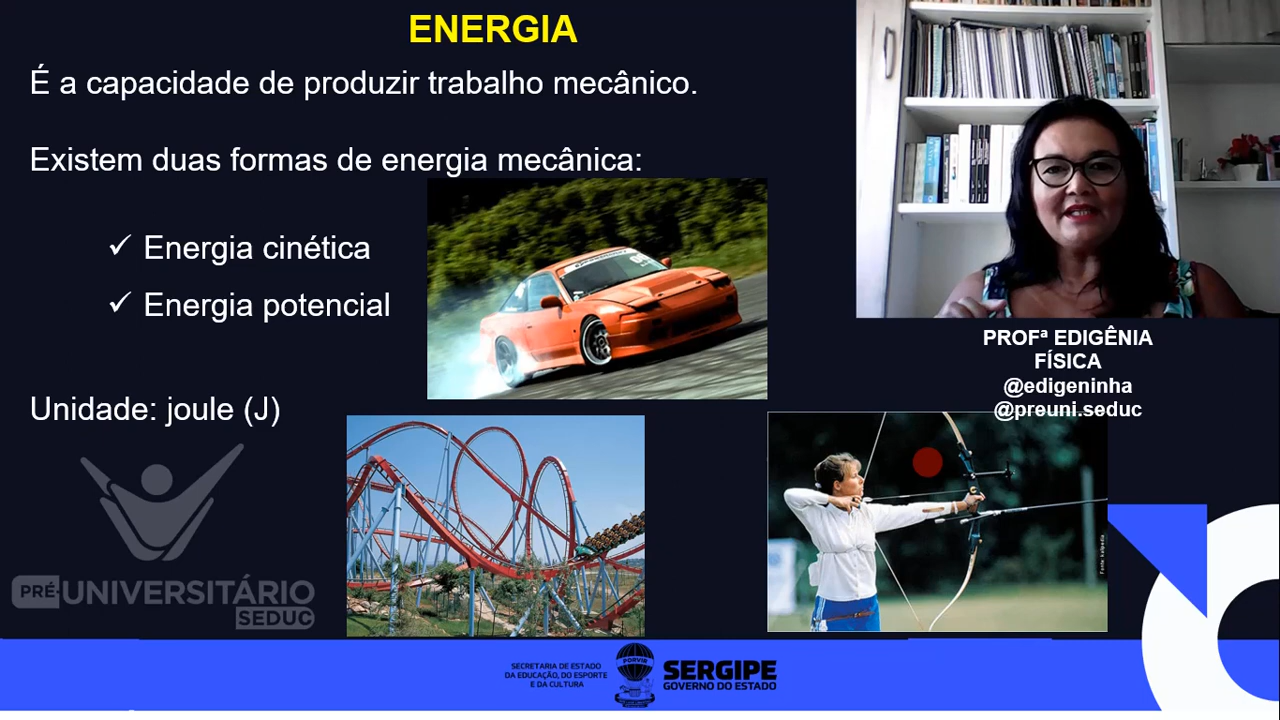 ENERGIA
É a capacidade de produzir trabalho mecânico.
Existem duas formas de energia mecânica:
✓ Energia cinética
✓ Energia potencial
Unidade: joule (J)
PROFª EDIGÊNIA
FÍSICA
@edigeninha
@preuni.seduc
PRÉ-UNIVERSITÁRIO
SEDUC
SECRETARIA DE ESTADO
DA EDUCAÇÃO, DO ESPORTE
E DA CULTURA
PORVIR
SERGIPE
GOVERNO DO ESTADO